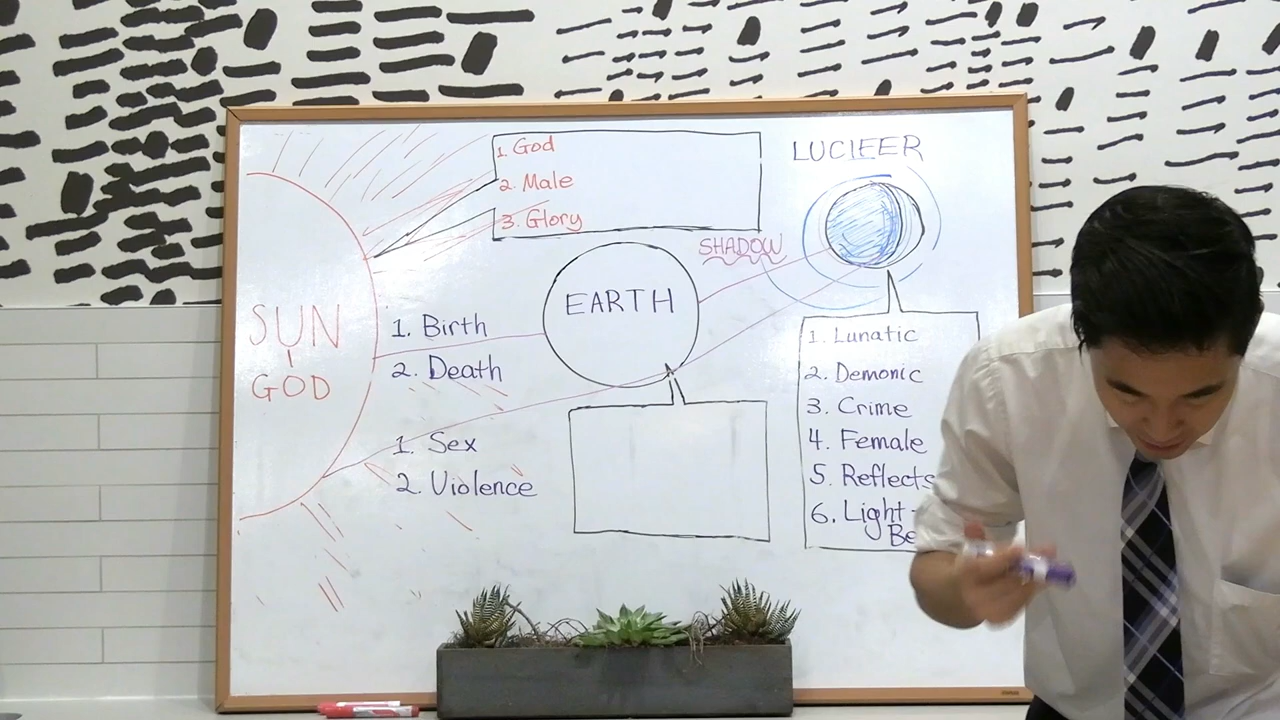 1. God
2. Male
3. Glory
LUCIFER
SHADOW
EARTH
SUN
GOD
1. Birth
2. Death
1. Sex
2. Violence
1. Lunatic
2. Demonic
3. Crime
4. Female
5. Reflects
6. Light-
Be